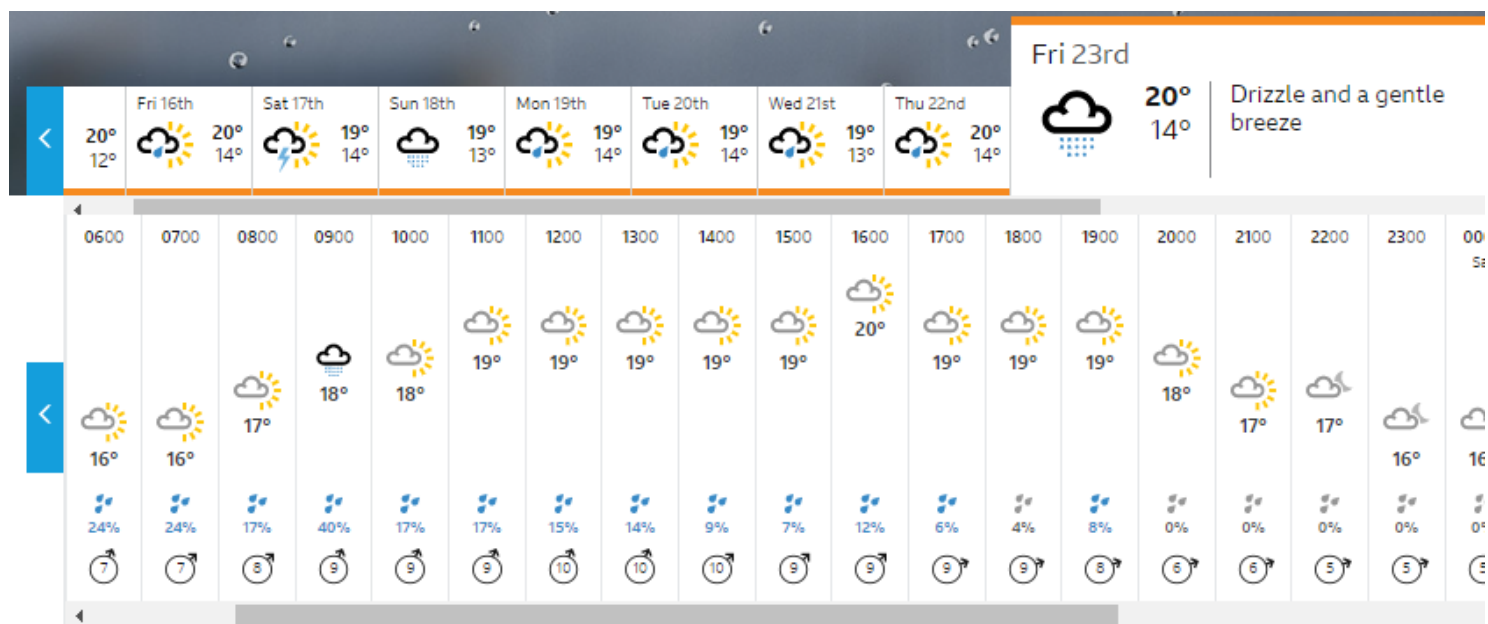 Fri 23rd
20°
14°
Drizzle and a gentle
breeze
20°
12°
Fri 16th
20°
14°
Sat 17th
19°
14°
Sun 18th
19°
13°
Mon 19th
19°
14°
Tue 20th
19°
14°
Wed 21st
19°
13°
Thu 22nd
20°
14°
0600 0700 0800 0900 1000 1100 1200 1300 1400 1500 1600 1700 1800 1900 2000 2100 2200 2300
16° 16° 17° 18° 18° 19° 19° 19° 19° 19° 20° 19° 19° 19° 18° 17° 17° 16°
24% 24% 17% 40% 17% 17% 15% 14% 9% 7% 12% 6% 4% 8% 0% 0% 0% 0%
7 7 8 9 9 9 10 10 10 9 9 9 9 8 6 6 5 5